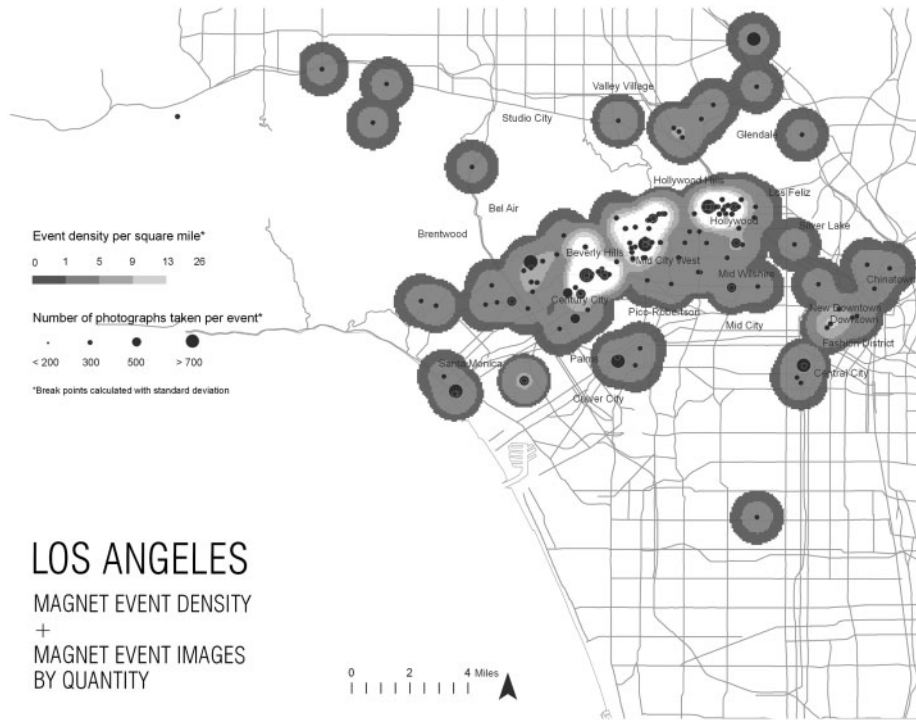 Valley Village
Studio City
Glendale
Hollywood Hills
Los Feliz
Bel Air
Hollywood
Silver Lake
Brentwood
Event density per square mile*
0 1 5 9 13 26
Beverly Hills
Mid City West
Mid Wilshire
Chinatown
Century City
Number of photographs taken per event*
New Downtown
Pico-Robertson
Downtown
Mid City
< 200 300 500 > 700
Fashion District
Santa Monica
Palms
Central City
*Break points calculated with standard deviation
Culver City
LOS ANGELES
MAGNET EVENT DENSITY
+
MAGNET EVENT IMAGES
BY QUANTITY
0 2 4 Miles